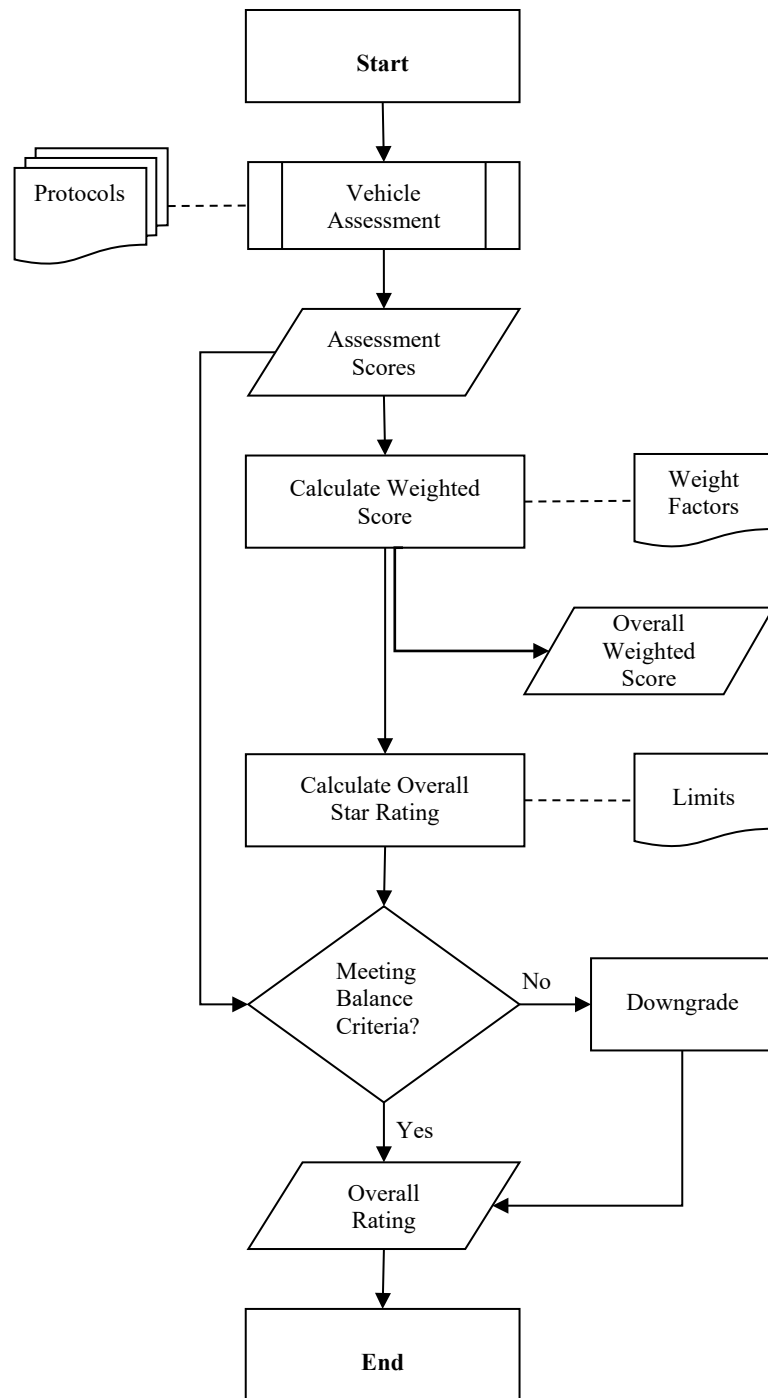 Start
Protocols
Vehicle
Assessment
Assessment
Scores
Calculate Weighted
Score
Weight
Factors
Overall
Weighted
Score
Calculate Overall
Star Rating
Limits
Meeting
Balance
Criteria?
No
Downgrade
Yes
Overall
Rating
End